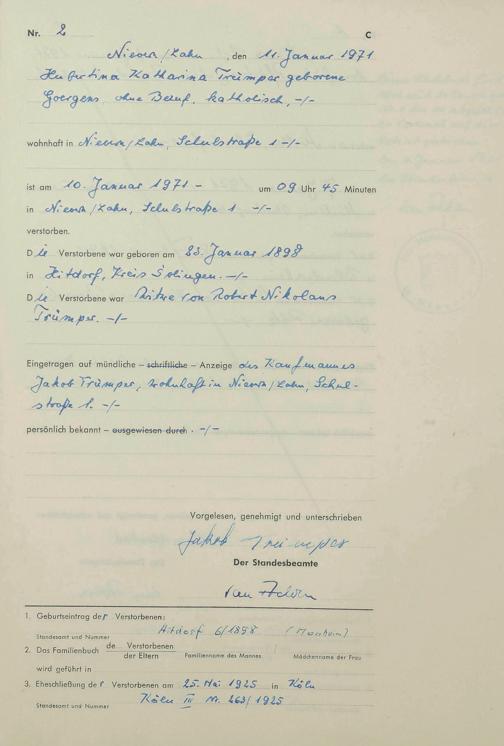 Nr. 2 C
Niever/Lahn, den 11. Januar 1971
Hubertina Katharina Trümper geborene
Goergens, ohne Beruf, katholisch, -/-
wohnhaft in Niever/Lahn, Schulstraße 1 -/-
ist am 10. Januar 1971 - um 09 Uhr 45 Minuten
in Niever/Lahn, Schulstraße 1 -/-
verstorben.
Die Verstorbene war geboren am 23. Januar 1898
in Hitdorf, Kreis Solingen. -/-
Die Verstorbene war Witwe von Robert Nikolaus
Trümper. -/-
Eingetragen auf mündliche – schriftliche – Anzeige des Kaufmannes
Jakob Trümper, wohnhaft in Niever/Lahn, Schul-
straße 1. -/-
persönlich bekannt – ausgewiesen durch . -/-
Vorgelesen, genehmigt und unterschrieben
Jakob Trümper
Der Standesbeamte
1. Geburtseintrag der Verstorbenen:
Standesamt und Nummer Hitdorf 6/1898 (Monheim)
2. Das Familienbuch de Verstorbenen
der Eltern Familienname des Mannes Mädchenname der Frau
wird geführt in
3. Eheschließung der Verstorbenen am 25. Mai 1925 in Köln
Standesamt und Nummer Köln III Nr. 263/1925